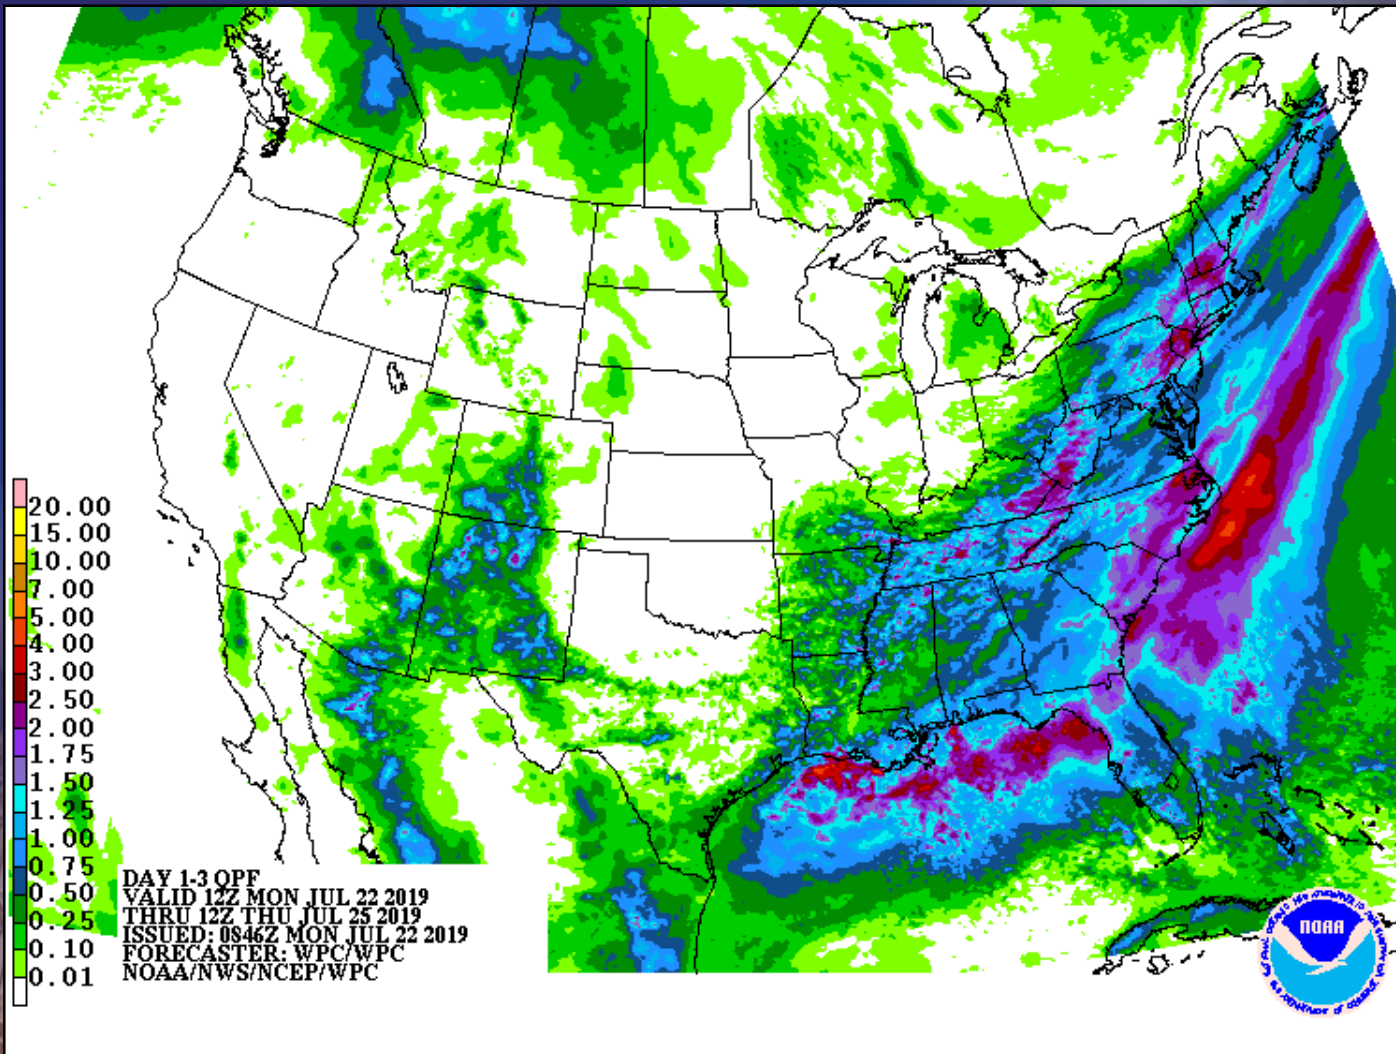 20.00
15.00
10.00
7.00
5.00
4.00
3.00
2.50
2.00
1.75
1.50
1.25
1.00
0.75
0.50
0.25
0.10
0.01
DAY 1-3 QPF
VALID 12Z MON JUL 22 2019
THRU 12Z THU JUL 25 2019
ISSUED: 0846Z MON JUL 22 2019
FORECASTER: WPC/WPC
NOAA/NWS/NCEP/WPC
NOAA